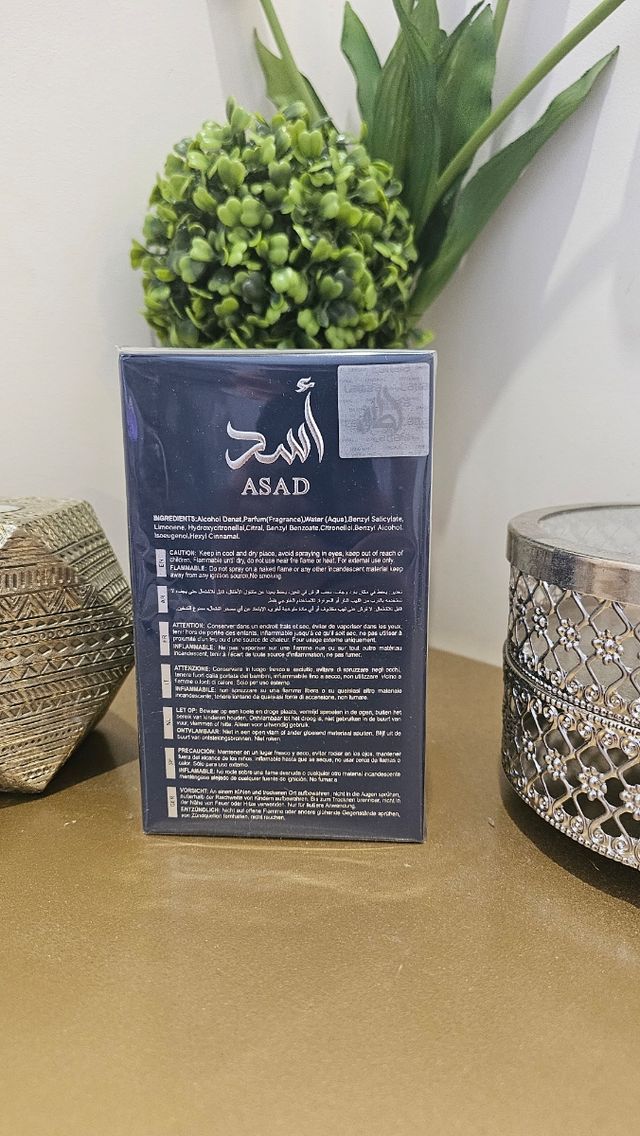 أسد
ASAD
INGREDIENTS:Alcohol Denat,Parfum(Fragrance),Water (Aqua),Benzyl Salicylate,
Limonene, Hydroxycitronellal,Citral, Benzyl Benzoate,Citronellol,Benzyl Alcohol,
Isoeugenol,Hexyl Cinnamal.
EN
CAUTION: Keep in cool and dry place, avoid spraying in eyes, keep out of reach of
children. Flammable until dry, do not use near the flame or heat. For external use only.
FLAMMABLE: Do not spray on a naked flame or any other incandescent material keep
away from any ignition source.No smoking.
AR
FR
ATTENTION: Conserver dans un endroit frais et sec, éviter de vaporiser dans les yeux,
tenir hors de portée des enfants, inflammable jusqu'à ce qu'il soit sec, ne pas utiliser à
proximité d'un feu ou d'une source de chaleur. Pour usage externe uniquement.
INFLAMMABLE: Ne pas vaporiser sur une flamme nue ou sur tout autre matériau
incandescent, tenir à l'écart de toute source d'inflammation, ne pas fumer.
IT
ATTENZIONE: Conservare in luogo fresco e asciutto, evitare di spruzzare negli occhi,
tenere fuori dalla portata dei bambini, infiammabile fino a secco, non utilizzare vicino a
fiamme o fonti di calore. Solo per uso esterno.
INFIAMMABILE: non spruzzare su una fiamma libera o su qualsiasi altro materiale
incandescente, tenere lontano da qualsiasi fonte di accensione, non fumare.
NL
LET OP: Bewaar op een koele en droge plaats, vermijd sproeien in de ogen, buiten het
bereik van kinderen houden. Ontvlambaar tot het droog is, niet gebruiken in de buurt van
vuur, vlammen of hitte. Alleen voor uitwendig gebruik.
ONTVLAMBAAR: Niet in een open vlam of ander gloeiend materiaal spuiten. Blijf uit de
buurt van ontstekingsbronnen. Niet roken.
SP
PRECAUCIÓN: Mantener en un lugar fresco y seco, evitar rociar en los ojos, mantener
fuera del alcance de los niños, inflamable hasta que se seque, no usar cerca de llamas o
calor. Sólo para uso externo.
INFLAMABLE: No rocíe sobre una llama desnuda o cualquier otro material incandescente
manténgase alejado de cualquier fuente de ignición. No fumar.
GER
VORSICHT: An einem kühlen und trockenen Ort aufbewahren, nicht in die Augen sprühen,
außerhalb der Reichweite von Kindern aufbewahren. Bis zum Trocknen brennbar, nicht in
der Nähe von Feuer oder Hitze verwenden. Nur für äußere Anwendung.
ENTZÜNDLICH: Nicht auf offene Flamme oder andere glühende Gegenstände sprühen,
von Zündquellen fernhalten, nicht rauchen.